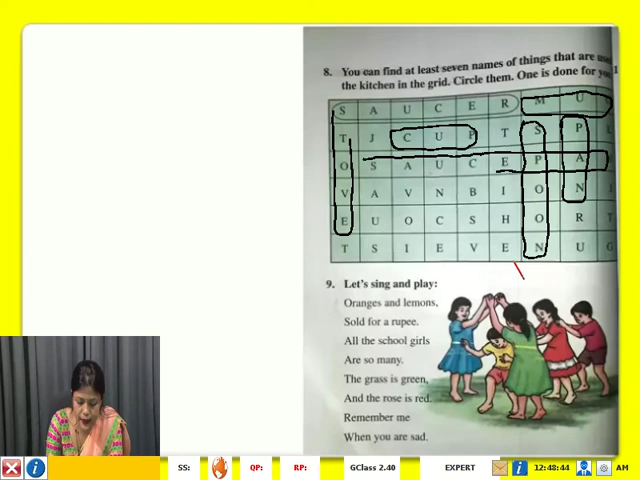 8. You can find at least seven names of things that are
the kitchen in the grid. Circle them. One is done for
S A U C E R M U
T J C U P T S P
O S A U C E P A
V A V N B I O N
E U O C S H O R T
T S I E V E N U G
9. Let's sing and play:
Oranges and lemons,
Sold for a rupee.
All the school girls
Are so many.
The grass is green,
And the rose is red.
Remember me
When you are sad.
SS: QP: RP: GClass 2.40 EXPERT 12:48:44 AM